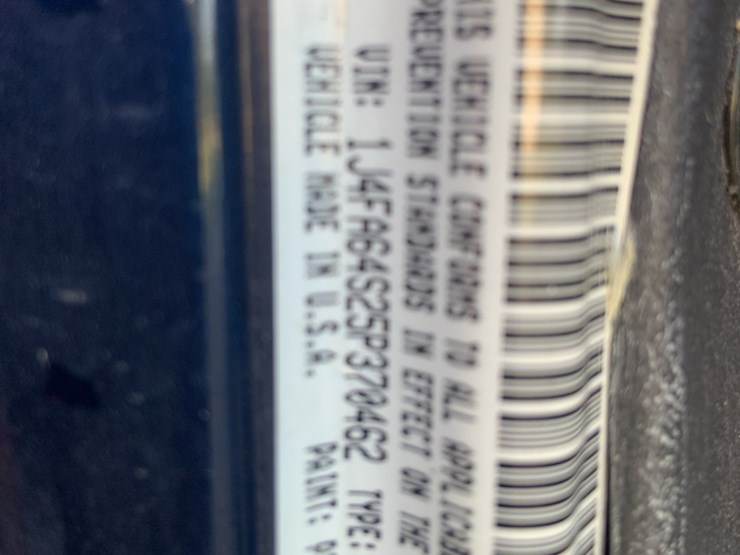 VEHICLE CONFORMS TO ALL
PREVENTION STANDARDS IN EFFECT ON THE
VIN: 1J4FA64S25P370462 TYPE:
VEHICLE MADE IN U.S.A. PAINT: